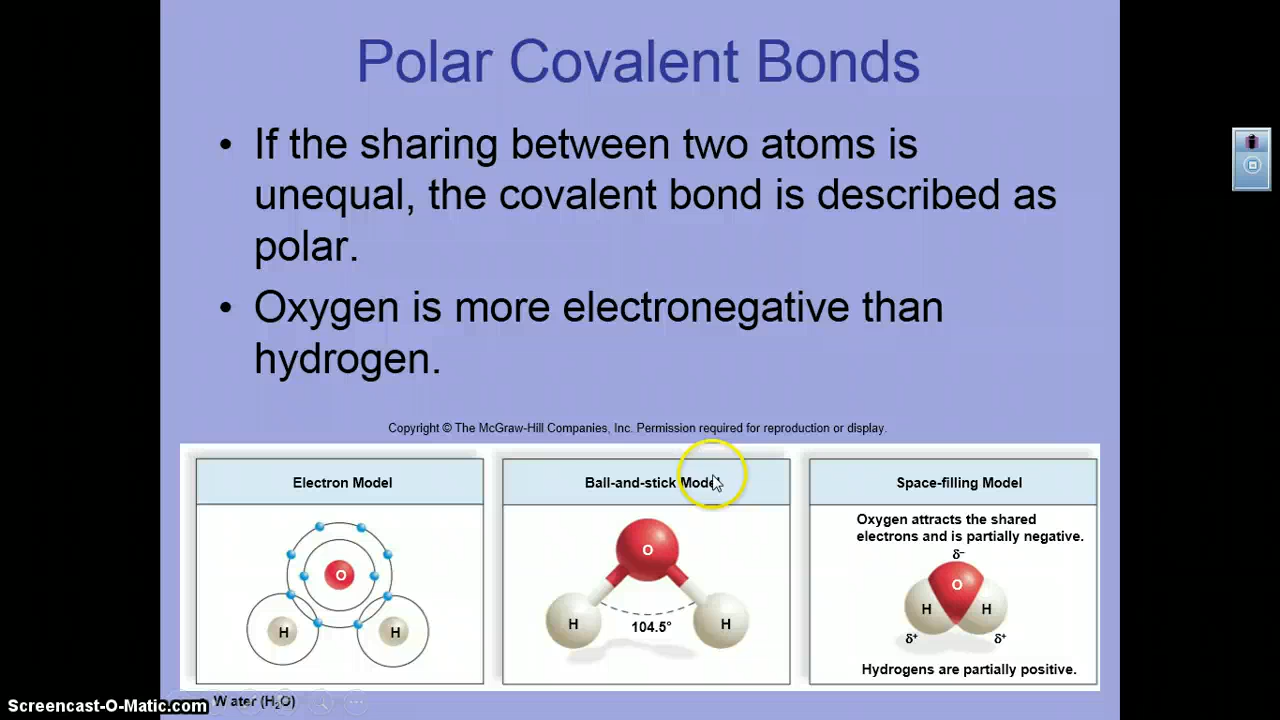 Polar Covalent Bonds
• If the sharing between two atoms is
unequal, the covalent bond is described as
polar.
• Oxygen is more electronegative than
hydrogen.
Copyright © The McGraw-Hill Companies, Inc. Permission required for reproduction or display.
Electron Model
O
H
H
Ball-and-stick Model
O
H
H
104.5°
Space-filling Model
Oxygen attracts the shared
electrons and is partially negative.
δ⁻
O
H
H
δ⁺
δ⁺
Hydrogens are partially positive.
Water (H₂O)
Screencast-O-Matic.com